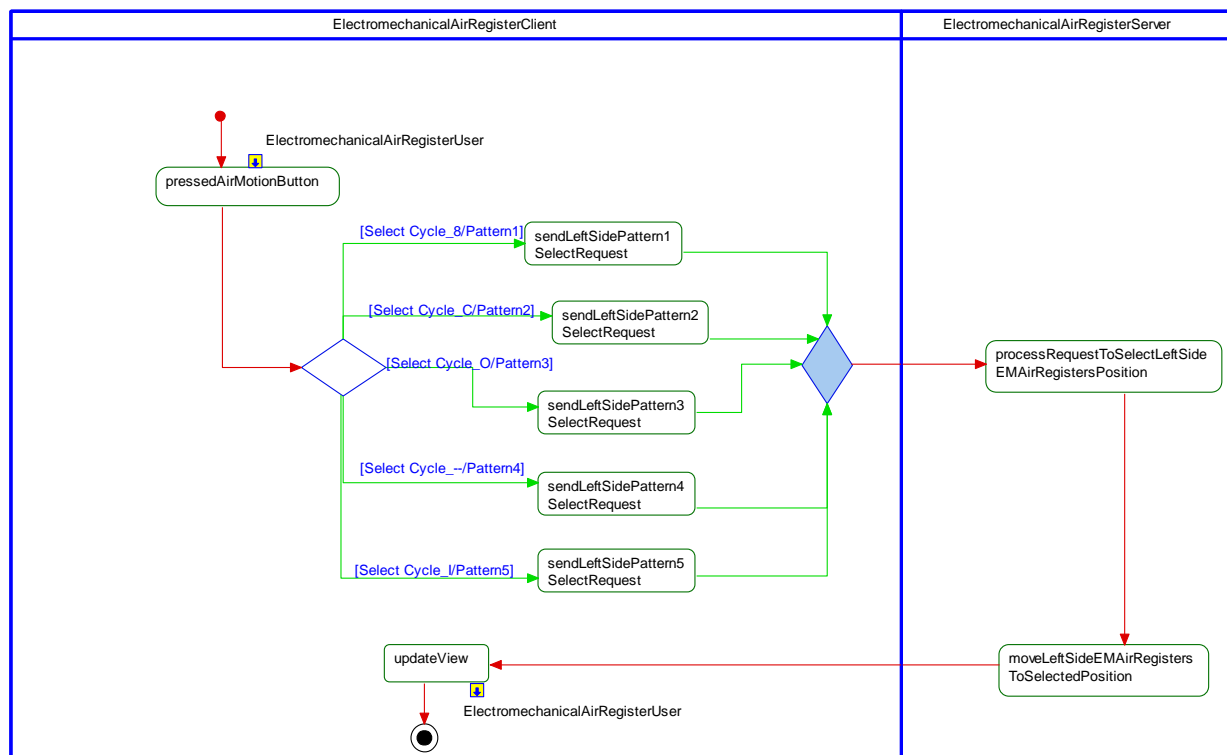 ElectromechanicalAirRegisterClient
ElectromechanicalAirRegisterServer
ElectromechanicalAirRegisterUser
pressedAirMotionButton
[Select Cycle_8/Pattern1]
sendLeftSidePattern1
SelectRequest
[Select Cycle_C/Pattern2]
sendLeftSidePattern2
SelectRequest
[Select Cycle_O/Pattern3]
sendLeftSidePattern3
SelectRequest
[Select Cycle_--/Pattern4]
sendLeftSidePattern4
SelectRequest
[Select Cycle_I/Pattern5]
sendLeftSidePattern5
SelectRequest
processRequestToSelectLeftSide
EMAirRegistersPosition
moveLeftSideEMAirRegisters
ToSelectedPosition
updateView
ElectromechanicalAirRegisterUser